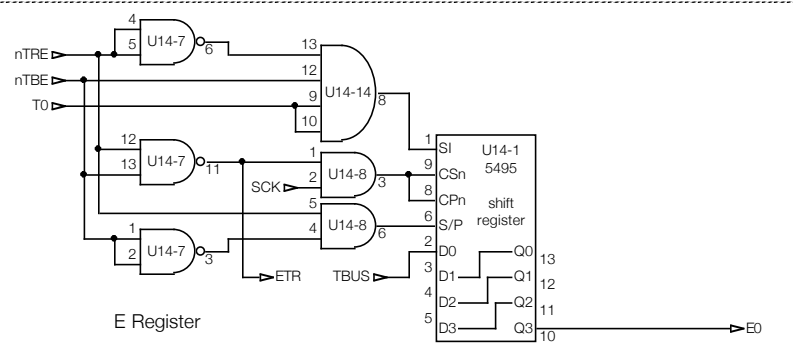 4
5 U14-7 6
nTRE
nTBE
T0
13
12
9 U14-14 8
10
12
13 U14-7 11
1
2 U14-8 3
SCK
5
4 U14-8 6
1
2 U14-7 3
ETR
TBUS
U14-1
5495
shift
register
1 SI
9 CSn
8 CPn
6 S/P
2 D0 Q0 13
3 D1 Q1 12
4 D2 Q2 11
5 D3 Q3 10
E0
E Register